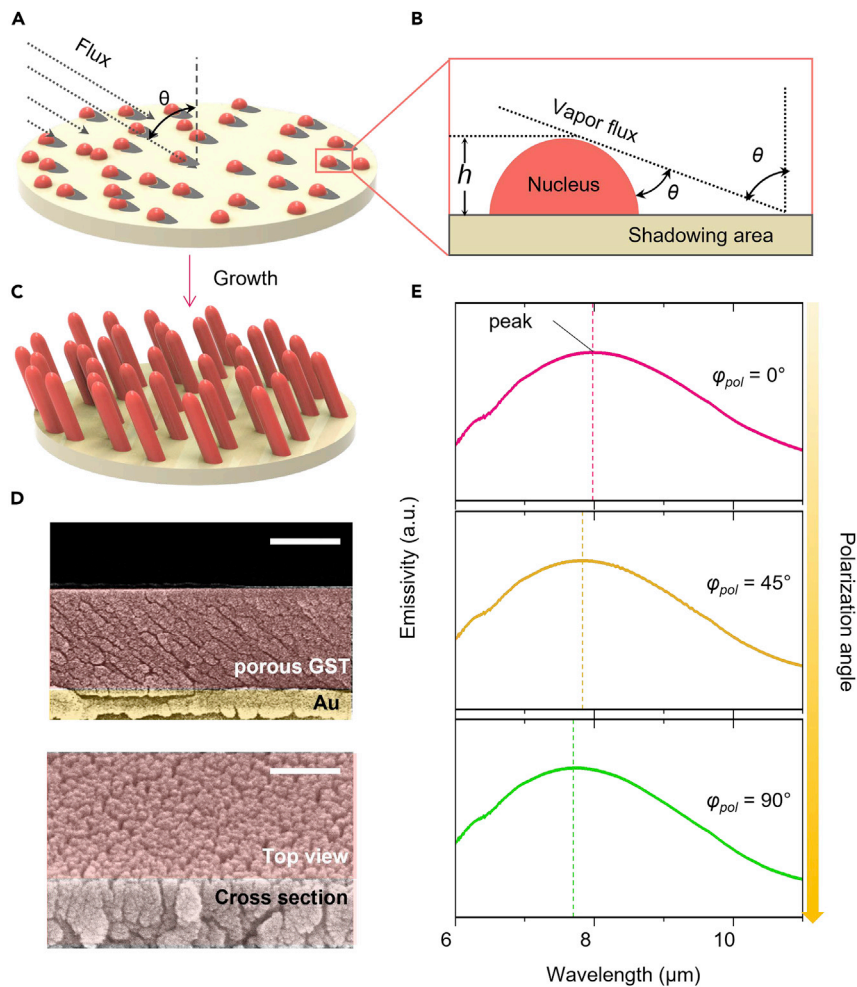 A
Flux
θ
B
Vapor flux
θ
h
Nucleus
θ
Shadowing area
Growth
C
E
peak
φpol = 0°
D
φpol = 45°
Emissivity (a.u.)
Polarization angle
porous GST
Au
φpol = 90°
Top view
Cross section
6
8
10
Wavelength (μm)